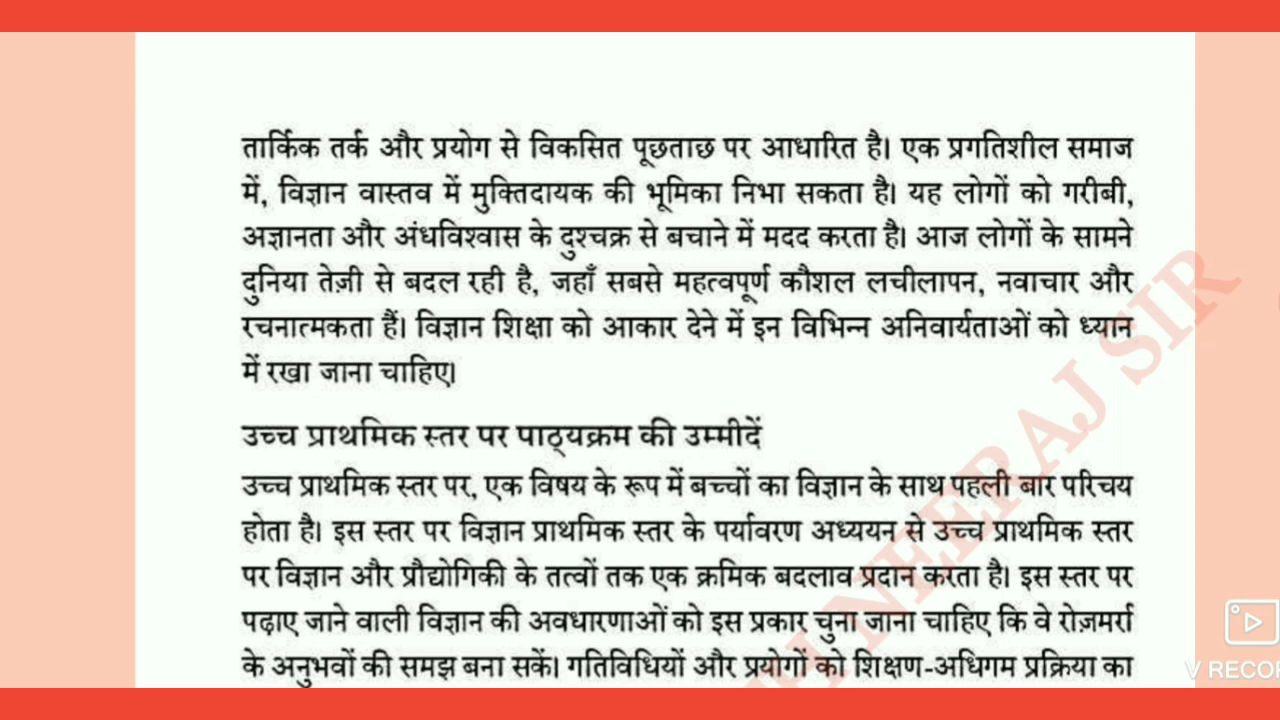 तार्किक तर्क और प्रयोग से विकसित पूछताछ पर आधारित है। एक प्रगतिशील समाज
में, विज्ञान वास्तव में मुक्तिदायक की भूमिका निभा सकता है। यह लोगों को गरीबी,
अज्ञानता और अंधविश्वास के दुश्चक्र से बचाने में मदद करता है। आज लोगों के सामने
दुनिया तेज़ी से बदल रही है, जहाँ सबसे महत्वपूर्ण कौशल लचीलापन, नवाचार और
रचनात्मकता हैं। विज्ञान शिक्षा को आकार देने में इन विभिन्न अनिवार्यताओं को ध्यान
में रखा जाना चाहिए।
उच्च प्राथमिक स्तर पर पाठ्यक्रम की उम्मीदें
उच्च प्राथमिक स्तर पर, एक विषय के रूप में बच्चों का विज्ञान के साथ पहली बार परिचय
होता है। इस स्तर पर विज्ञान प्राथमिक स्तर के पर्यावरण अध्ययन से उच्च प्राथमिक स्तर
पर विज्ञान और प्रौद्योगिकी के तत्वों तक एक क्रमिक बदलाव प्रदान करता है। इस स्तर पर
पढ़ाए जाने वाली विज्ञान की अवधारणाओं को इस प्रकार चुना जाना चाहिए कि वे रोज़मर्रा
के अनुभवों की समझ बना सकें। गतिविधियों और प्रयोगों को शिक्षण-अधिगम प्रक्रिया का
NEERAJ SIR
V RECOR